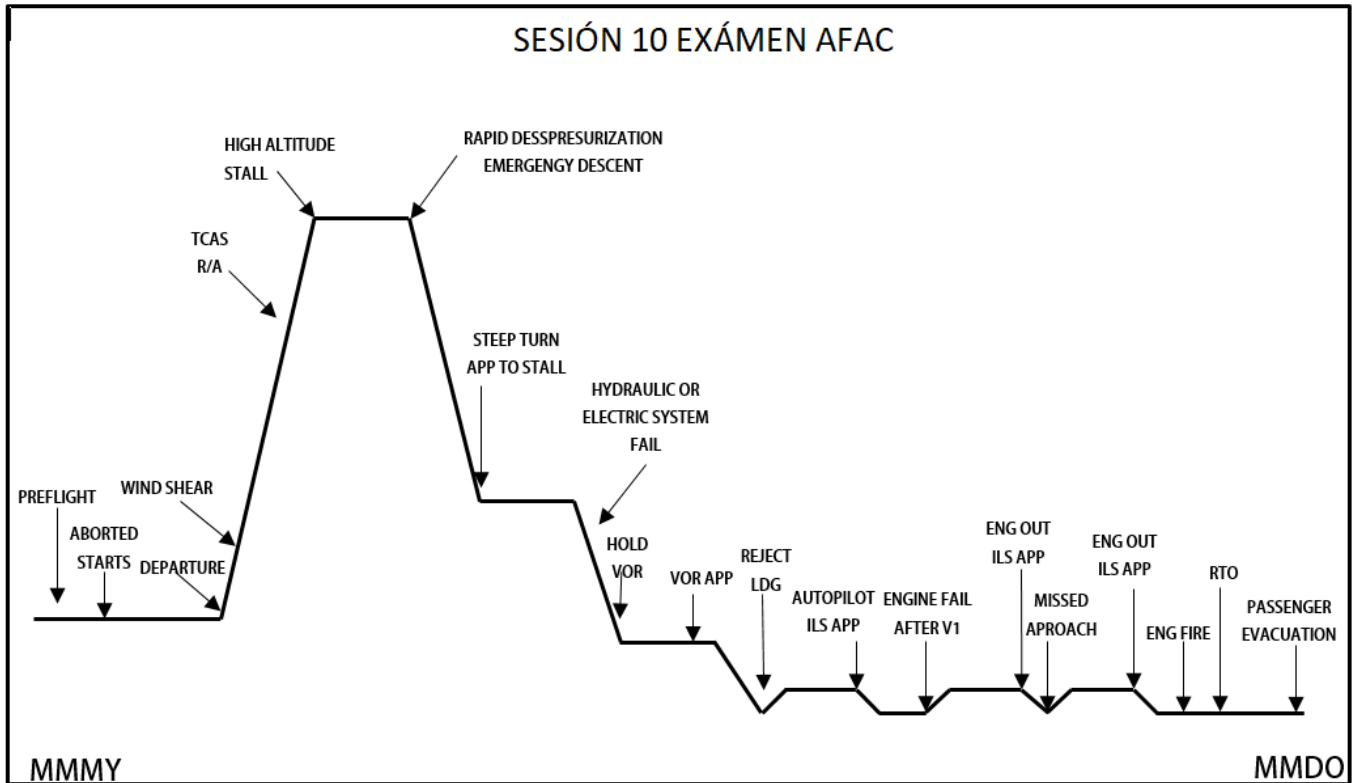 SESIÓN 10 EXÁMEN AFAC
HIGH ALTITUDE
STALL
RAPID DESSPRESURIZATION
EMERGENGY DESCENT
TCAS
R/A
STEEP TURN
APP TO STALL
HYDRAULIC OR
ELECTRIC SYSTEM
FAIL
PREFLIGHT
WIND SHEAR
ABORTED
STARTS
DEPARTURE
HOLD
VOR
VOR APP
REJECT
LDG
AUTOPILOT
ILS APP
ENGINE FAIL
AFTER V1
ENG OUT
ILS APP
MISSED
APROACH
ENG OUT
ILS APP
ENG FIRE
RTO
PASSENGER
EVACUATION
MMMY
MMDO